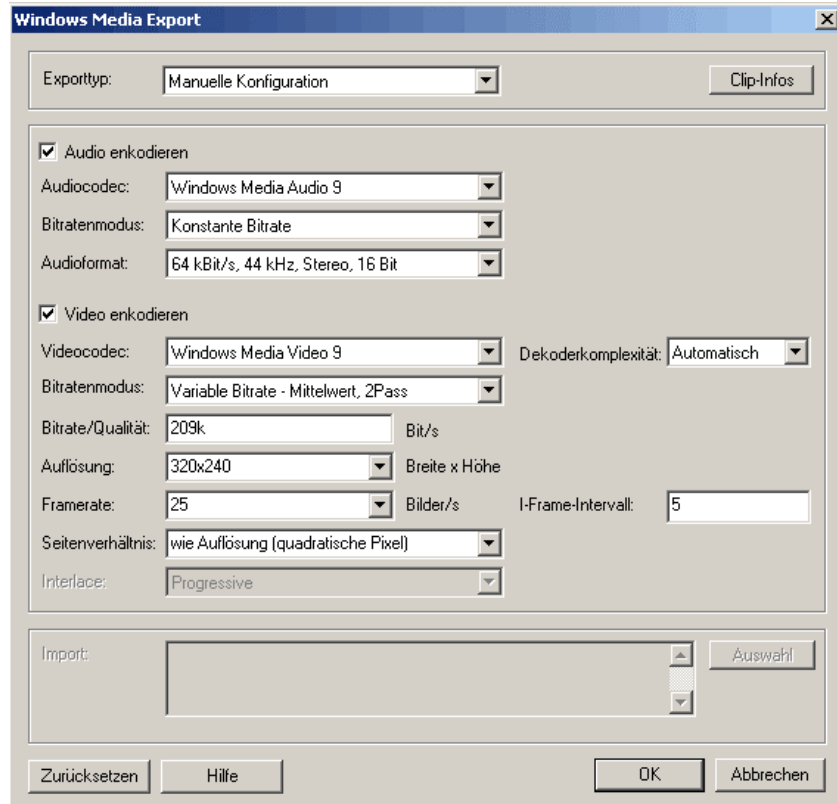 Windows Media Export
Exporttyp: Manuelle Konfiguration Clip-Infos
Audio enkodieren
Audiocodec: Windows Media Audio 9
Bitratenmodus: Konstante Bitrate
Audioformat: 64 kBit/s, 44 kHz, Stereo, 16 Bit
Video enkodieren
Videocodec: Windows Media Video 9 Dekoderkomplexität: Automatisch
Bitratenmodus: Variable Bitrate - Mittelwert, 2Pass
Bitrate/Qualität: 209k Bit/s
Auflösung: 320x240 Breite x Höhe
Framerate: 25 Bilder/s I-Frame-Intervall: 5
Seitenverhältnis: wie Auflösung (quadratische Pixel)
Interlace: Progressive
Import: Auswahl
Zurücksetzen Hilfe OK Abbrechen